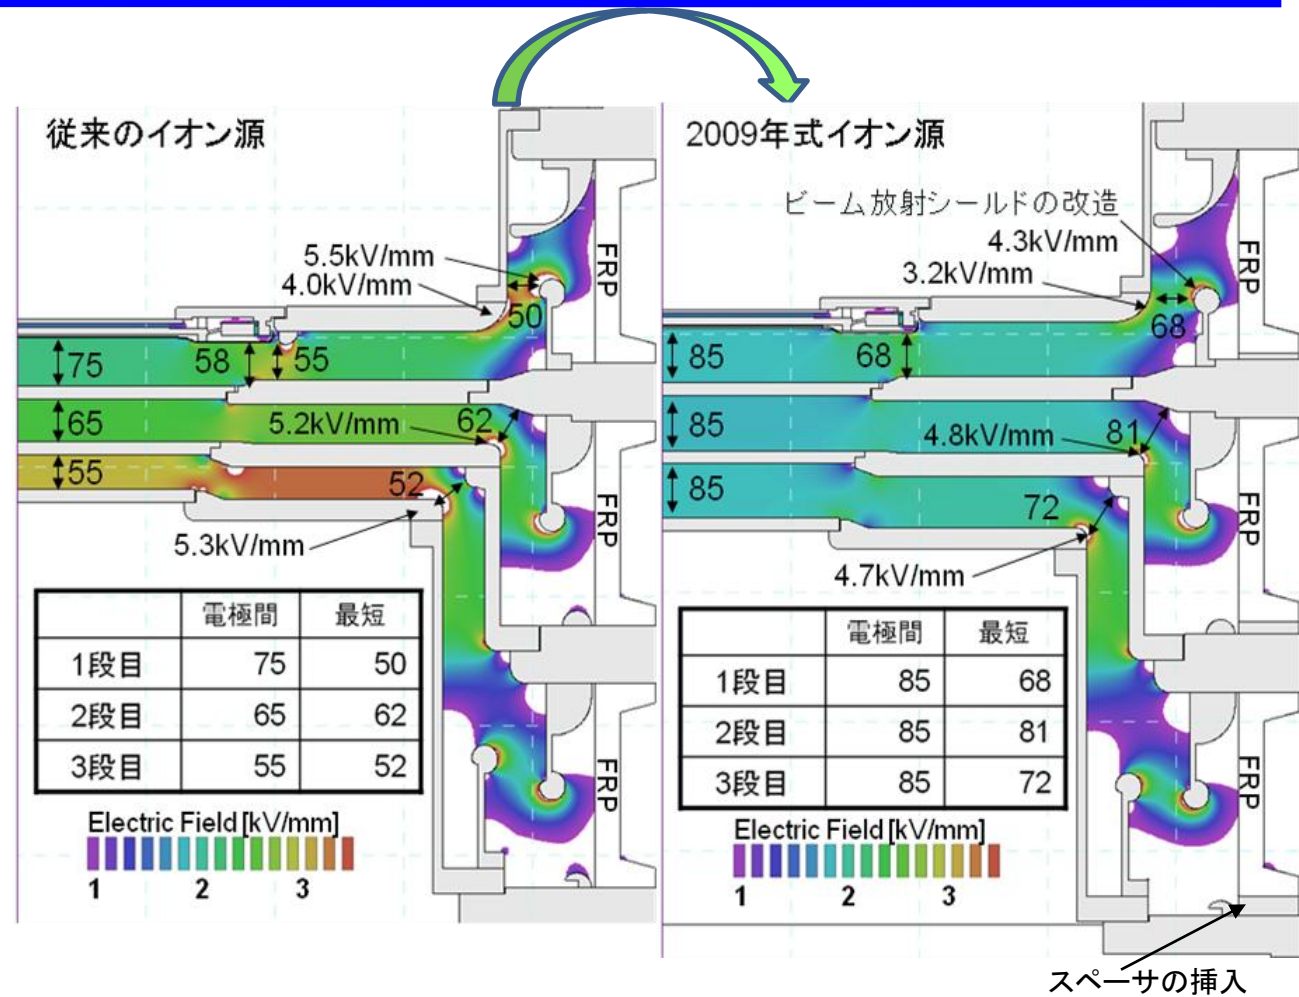 従来のイオン源
5.5kV/mm
4.0kV/mm
50
FRP
75
58
55
65
5.2kV/mm
62
55
52
FRP
5.3kV/mm
電極間 最短
1段目 75 50
2段目 65 62
3段目 55 52
FRP
Electric Field [kV/mm]
1 2 3
2009年式イオン源
ビーム放射シールドの改造
4.3kV/mm
3.2kV/mm
FRP
68
85
68
85
4.8kV/mm
81
85
72
FRP
4.7kV/mm
電極間 最短
1段目 85 68
2段目 85 81
3段目 85 72
FRP
Electric Field [kV/mm]
1 2 3
スペーサの挿入